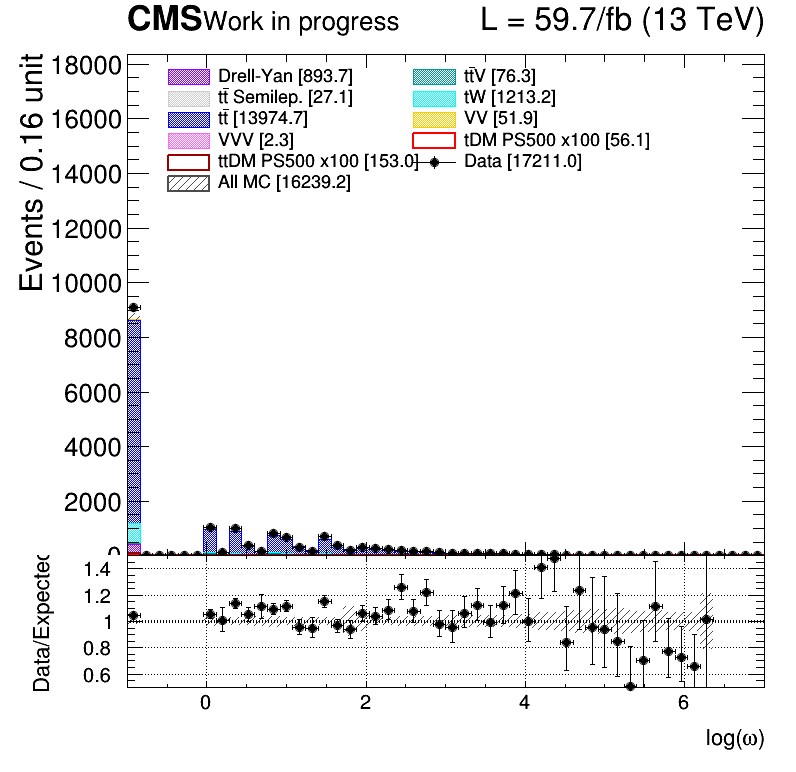 CMS Work in progress L = 59.7/fb (13 TeV)
Events / 0.16 unit
18000
16000
14000
12000
10000
8000
6000
4000
2000
0
Drell-Yan [893.7]
tt̄V [76.3]
tt̄ Semilep. [27.1]
tW [1213.2]
tt̄ [13974.7]
VV [51.9]
VVV [2.3]
tDM PS500 x100 [56.1]
ttDM PS500 x100 [153.0]
Data [17211.0]
All MC [16239.2]
Data/Expected
1.4
1.2
1
0.8
0.6
0 2 4 6
log(ω)